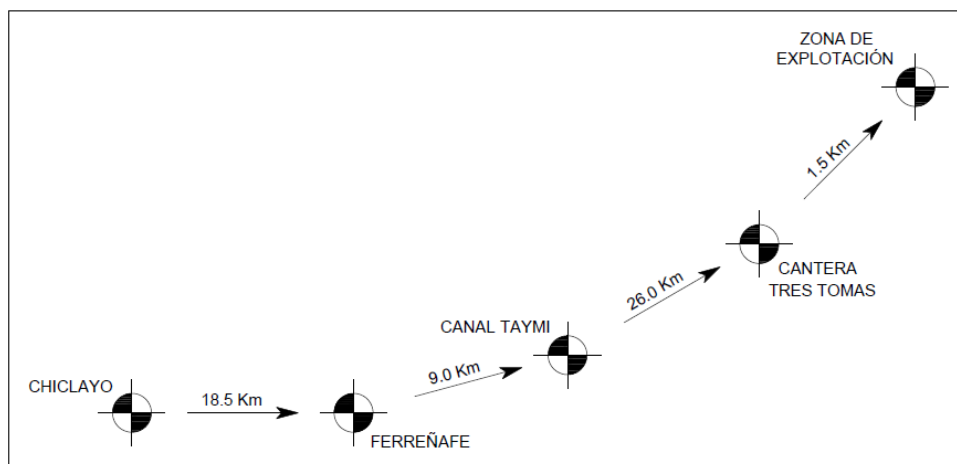 ZONA DE
EXPLOTACIÓN
1.5 Km
CANTERA
TRES TOMAS
26.0 Km
CANAL TAYMI
9.0 Km
CHICLAYO
18.5 Km
FERREÑAFE